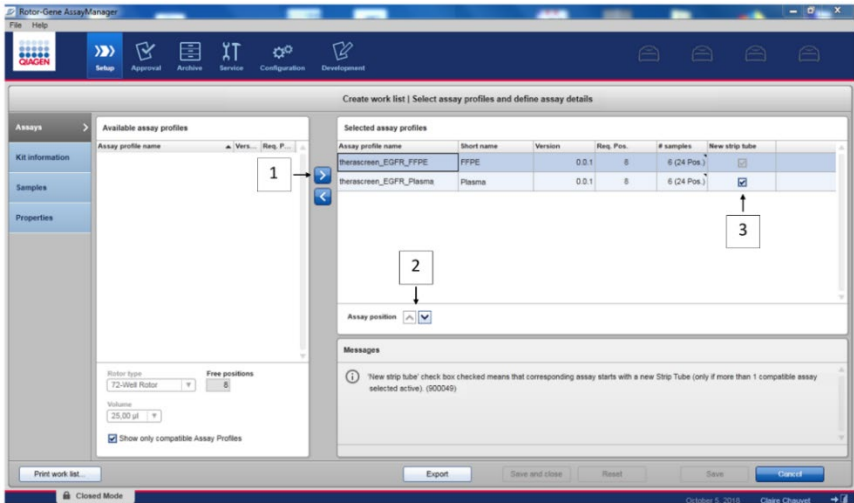 Rotor-Gene AssayManager
File Help
QIAGEN
Setup Approval Archive Service Configuration Development
Create work list | Select assay profiles and define assay details
Assays
Kit information
Samples
Properties
Available assay profiles
Assay profile name Vers... Req. P...
1
Selected assay profiles
Assay profile name Short name Version Req. Pos. # samples New strip tube
therascreen_EGFR_FFPE FFPE 0.0.1 6 (24 Pos.)
therascreen_EGFR_Plasma Plasma 0.0.1 6 (24 Pos.)
3
2
Assay position
Rotor type Free positions
72-Well Rotor 8
Volume
25,00 µl
Show only compatible Assay Profiles
Messages
'New strip tube' check box checked means that corresponding assay starts with a new Strip Tube (only if more than 1 compatible assay
selected active). (900049)
Print work list... Export Save and close Reset Save Cancel
Closed Mode October 5, 2016 Claire Chauvet